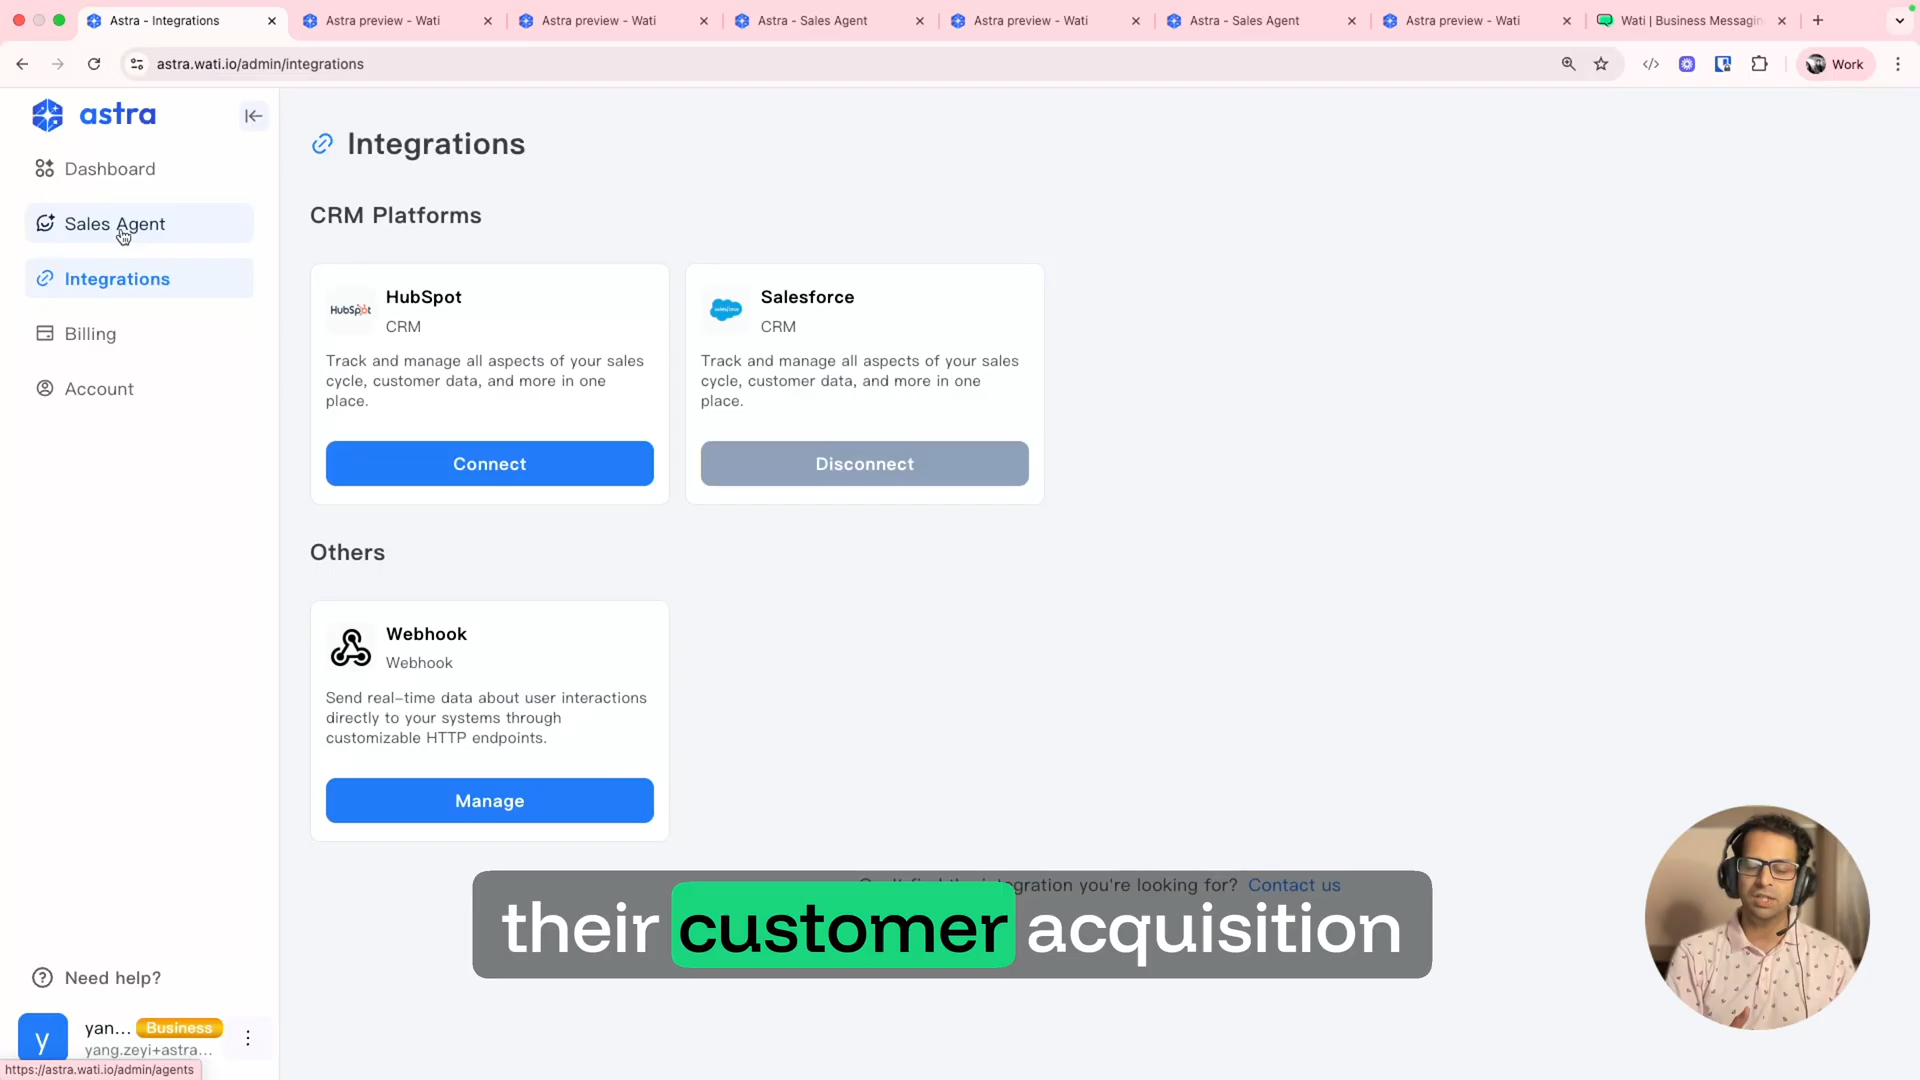 Astra - Integrations
Astra preview - Wati
Astra preview - Wati
Astra - Sales Agent
Astra preview - Wati
Astra - Sales Agent
Astra preview - Wati
Wati | Business Messagin
astra.wati.io/admin/integrations
Work
astra
Dashboard
Sales Agent
Integrations
Billing
Account
Integrations
CRM Platforms
HubSpot
HubSpot
CRM
Track and manage all aspects of your sales
cycle, customer data, and more in one
place.
Connect
salesforce
Salesforce
CRM
Track and manage all aspects of your sales
cycle, customer data, and more in one
place.
Disconnect
Others
Webhook
Webhook
Send real-time data about user interactions
directly to your systems through
customizable HTTP endpoints.
Manage
you're looking for? Contact us
their customer acquisition
Need help?
y
yan... Business
yang.zeyi+astra...
https://astra.wati.io/admin/agents